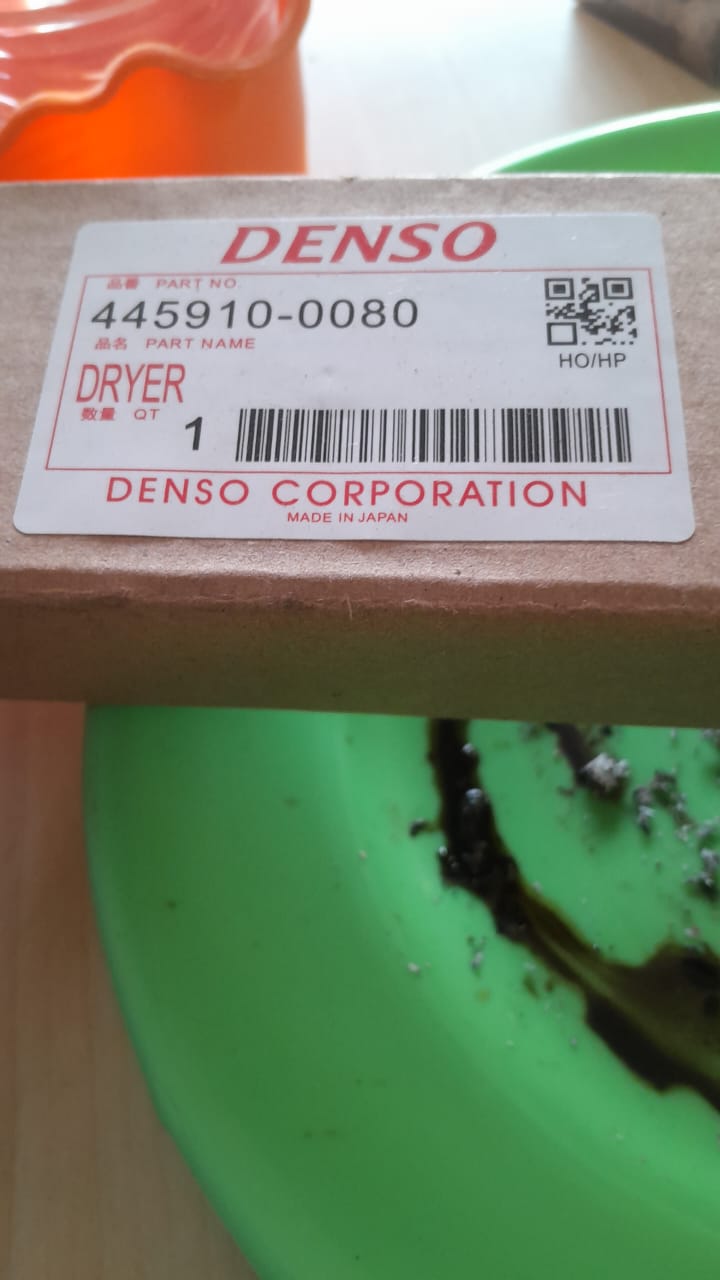 DENSO
品番 PART NO.
445910-0080
品名 PART NAME
HO/HP
DRYER
数量 QT
1
DENSO CORPORATION
MADE IN JAPAN